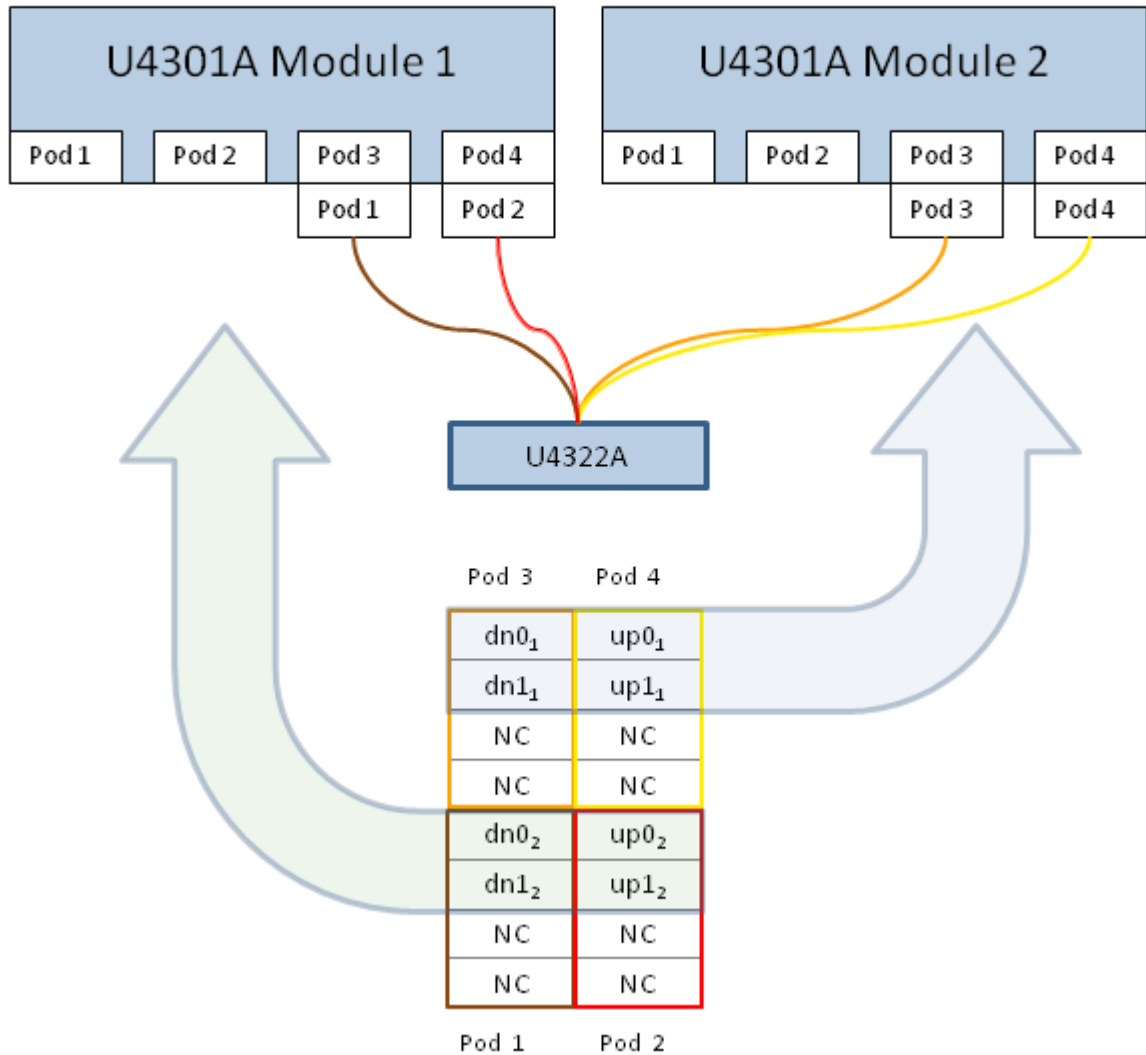 U4301A Module 1 U4301A Module 2
Pod 1 Pod 2 Pod 3 Pod 4 Pod 1 Pod 2 Pod 3 Pod 4
Pod 1 Pod 2 Pod 3 Pod 4
U4322A
Pod 3 Pod 4
dn0₁ up0₁
dn1₁ up1₁
NC NC
NC NC
dn0₂ up0₂
dn1₂ up1₂
NC NC
NC NC
Pod 1 Pod 2